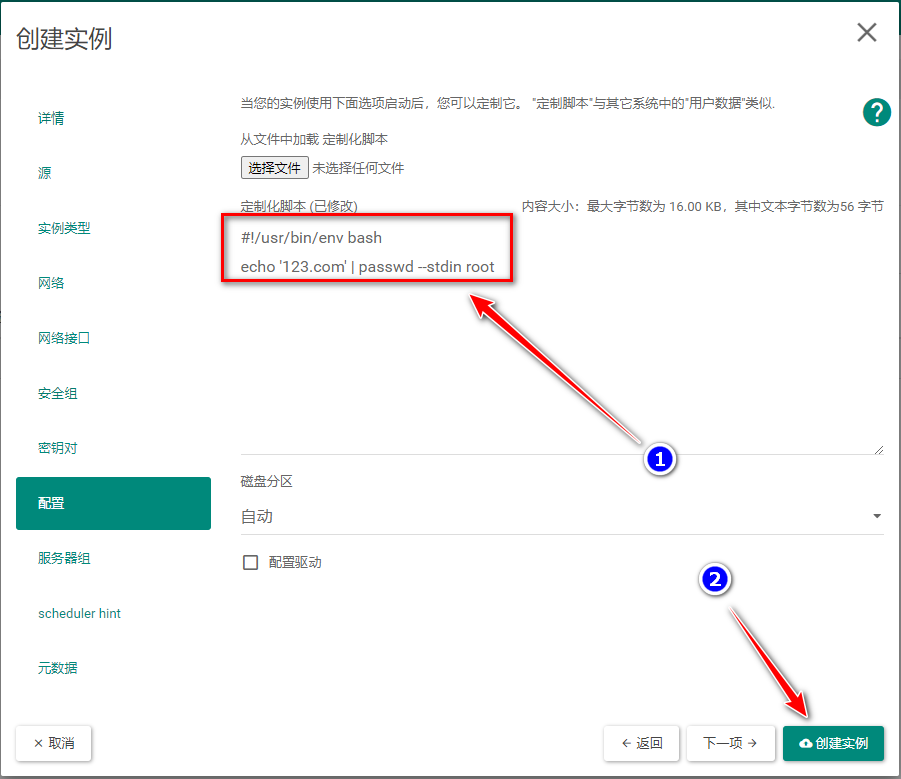 创建实例
详情
源
实例类型
网络
网络接口
安全组
密钥对
配置
服务器组
scheduler hint
元数据
当您的实例使用下面选项启动后，您可以定制它。 "定制脚本"与其它系统中的"用户数据"类似.
?
从文件中加载 定制化脚本
选择文件 未选择任何文件
定制化脚本 (已修改) 内容大小：最大字节数为 16.00 KB，其中文本字节数为56 字节
#!/usr/bin/env bash
echo '123.com' | passwd --stdin root
1
磁盘分区
自动
配置驱动
2
× 取消
← 返回
下一项 →
创建实例